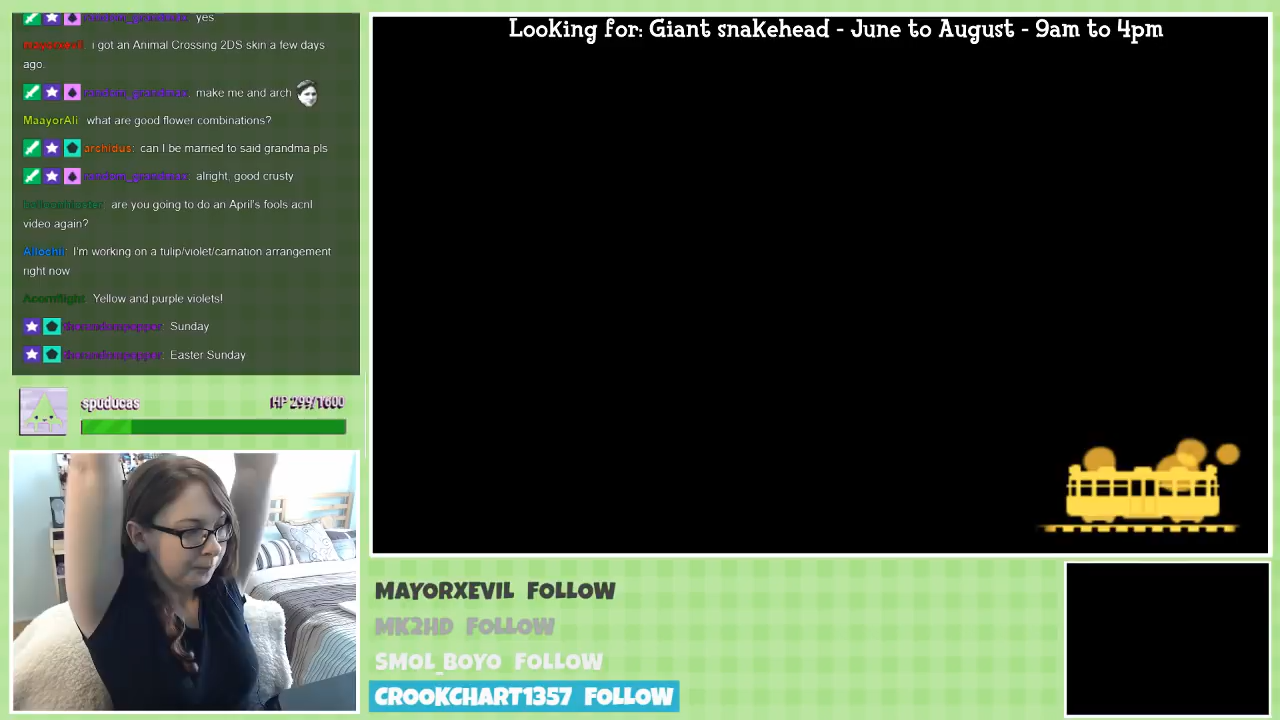 yes
mayorxevil: i got an Animal Crossing 2DS skin a few days
ago.
make me and arch
MaayorAli: what are good flower combinations?
archidus: can I be married to said grandma pls
alright, good crusty
are you going to do an April's fools acnl
video again?
I'm working on a tulip/violet/carnation arrangement
right now
Acornflight: Yellow and purple violets!
Sunday
Easter Sunday
spuducas HP 299/1600
Looking for: Giant snakehead - June to August - 9am to 4pm
MAYORXEVIL FOLLOW
MK2HD FOLLOW
SMOL_BOYO FOLLOW
CROOKCHART1357 FOLLOW